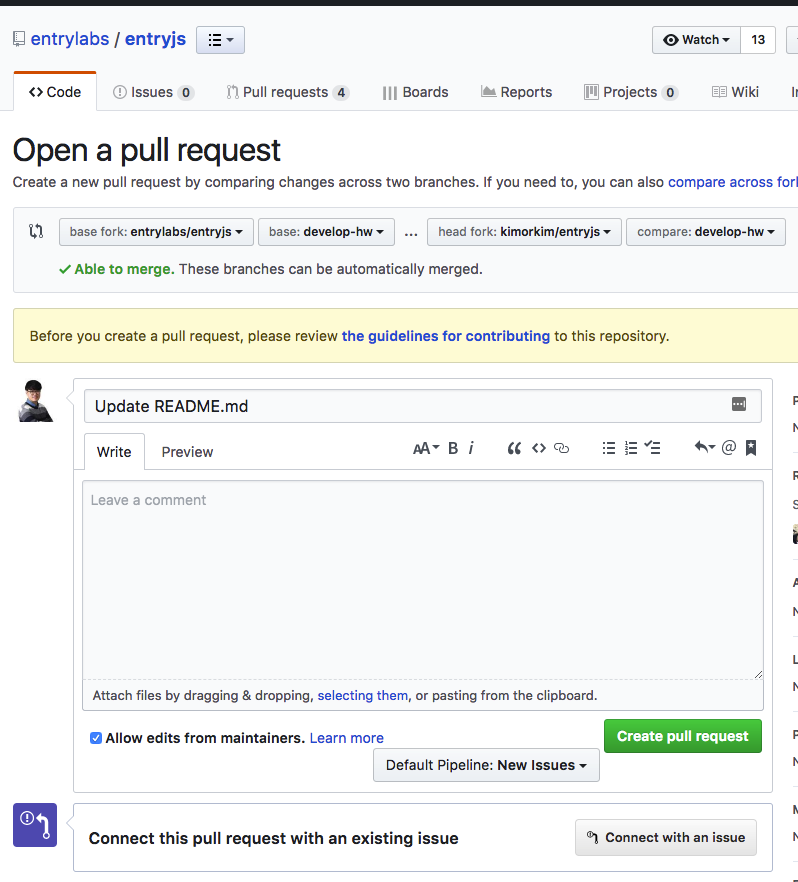 entrylabs / entryjs
Watch 13
Code Issues 0 Pull requests 4 Boards Reports Projects 0 Wiki
Open a pull request
Create a new pull request by comparing changes across two branches. If you need to, you can also compare across
base fork: entrylabs/entryjs base: develop-hw ... head fork: kimorkim/entryjs compare: develop-hw
Able to merge. These branches can be automatically merged.
Before you create a pull request, please review the guidelines for contributing to this repository.
Update README.md
Write Preview AA B i
Leave a comment
Attach files by dragging & dropping, selecting them, or pasting from the clipboard.
Allow edits from maintainers. Learn more
Create pull request
Default Pipeline: New Issues
Connect this pull request with an existing issue
Connect with an issue